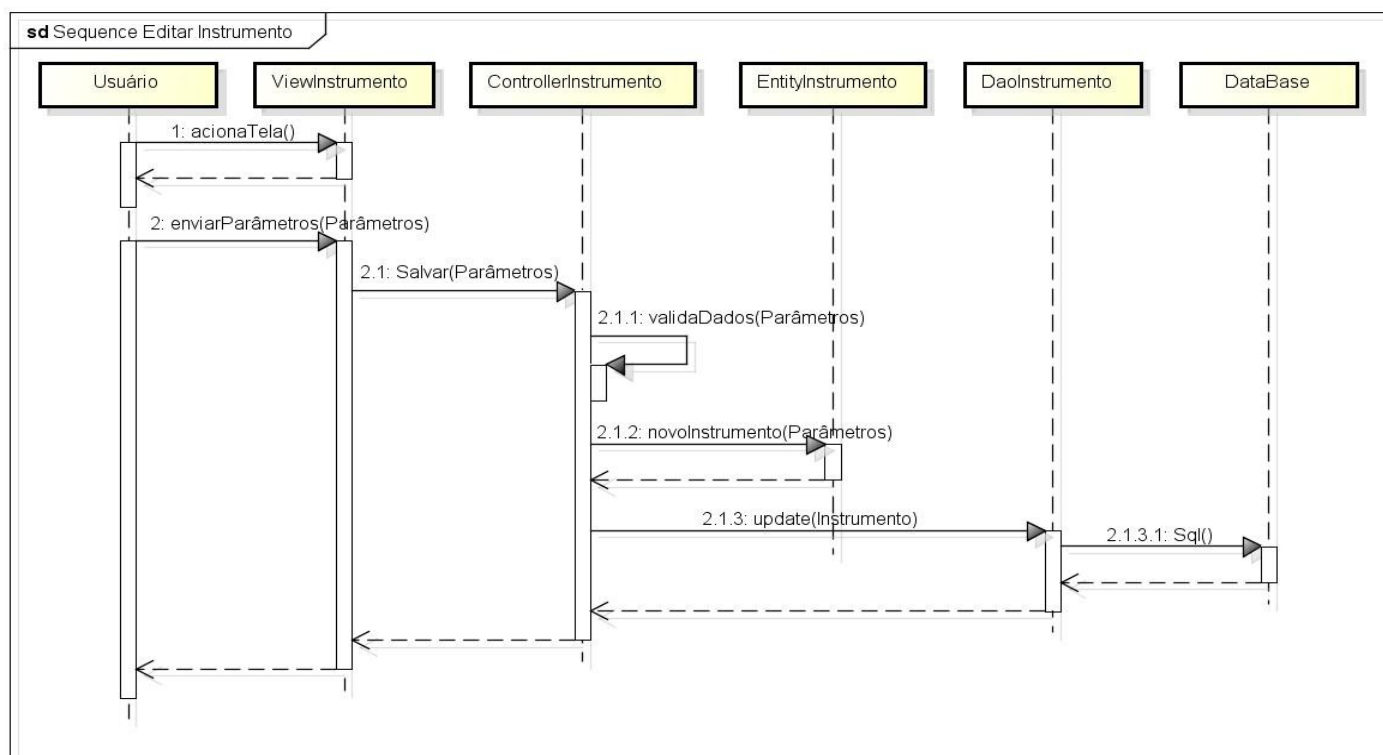 sd Sequence Editar Instrumento
Usuário
ViewInstrumento
ControllerInstrumento
EntityInstrumento
DaoInstrumento
DataBase
1: acionaTela()
2: enviarParâmetros(Parâmetros)
2.1: Salvar(Parâmetros)
2.1.1: validaDados(Parâmetros)
2.1.2: novoInstrumento(Parâmetros)
2.1.3: update(Instrumento)
2.1.3.1: Sql()